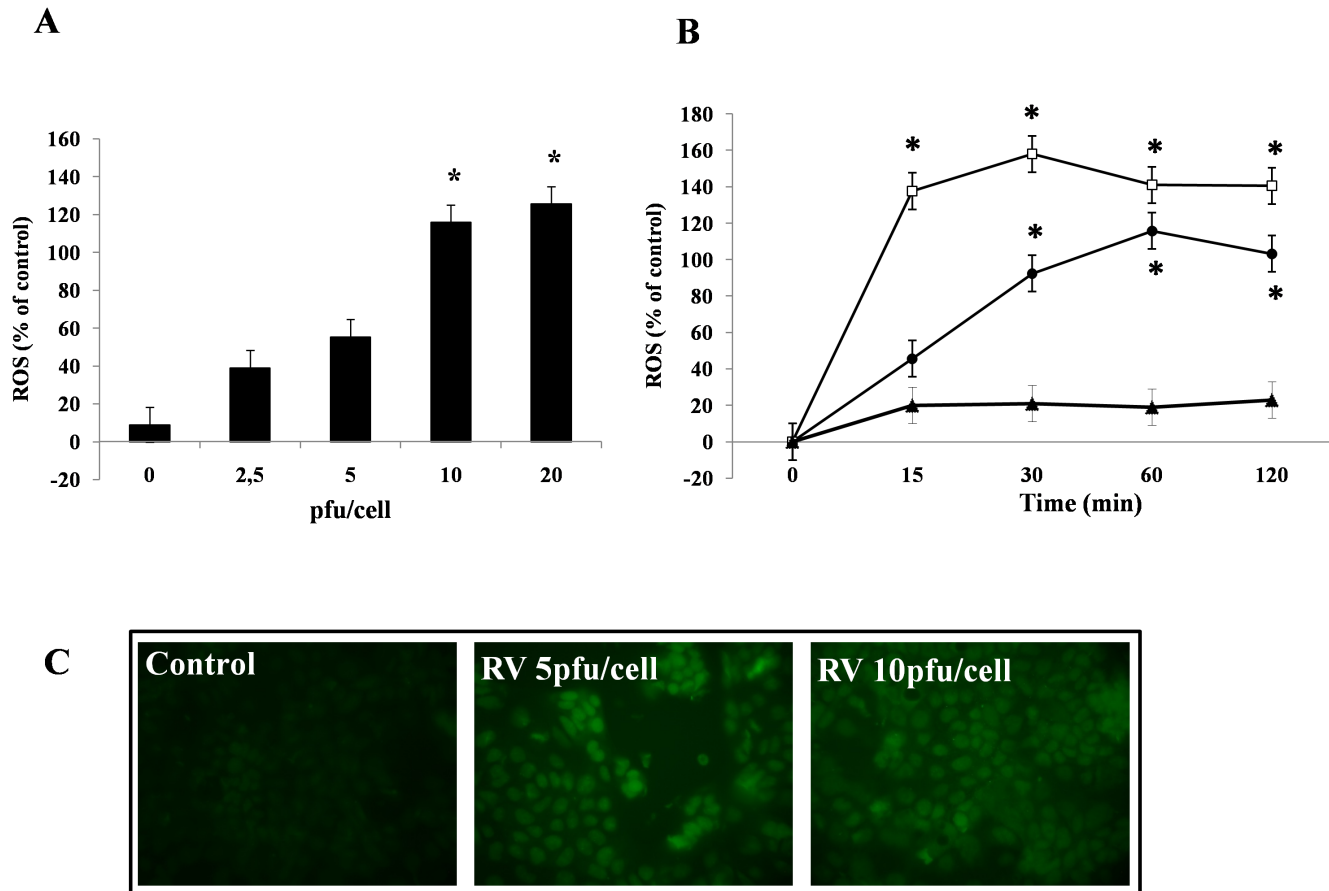 A
B
160
140
120
100
80
60
40
20
0
-20
ROS (% of control)
* *
0 2,5 5 10 20
pfu/cell
180
160
140
120
100
80
60
40
20
0
-20
ROS (% of control)
* * * *
* * *
0 15 30 60 120
Time (min)
C
Control
RV 5pfu/cell
RV 10pfu/cell